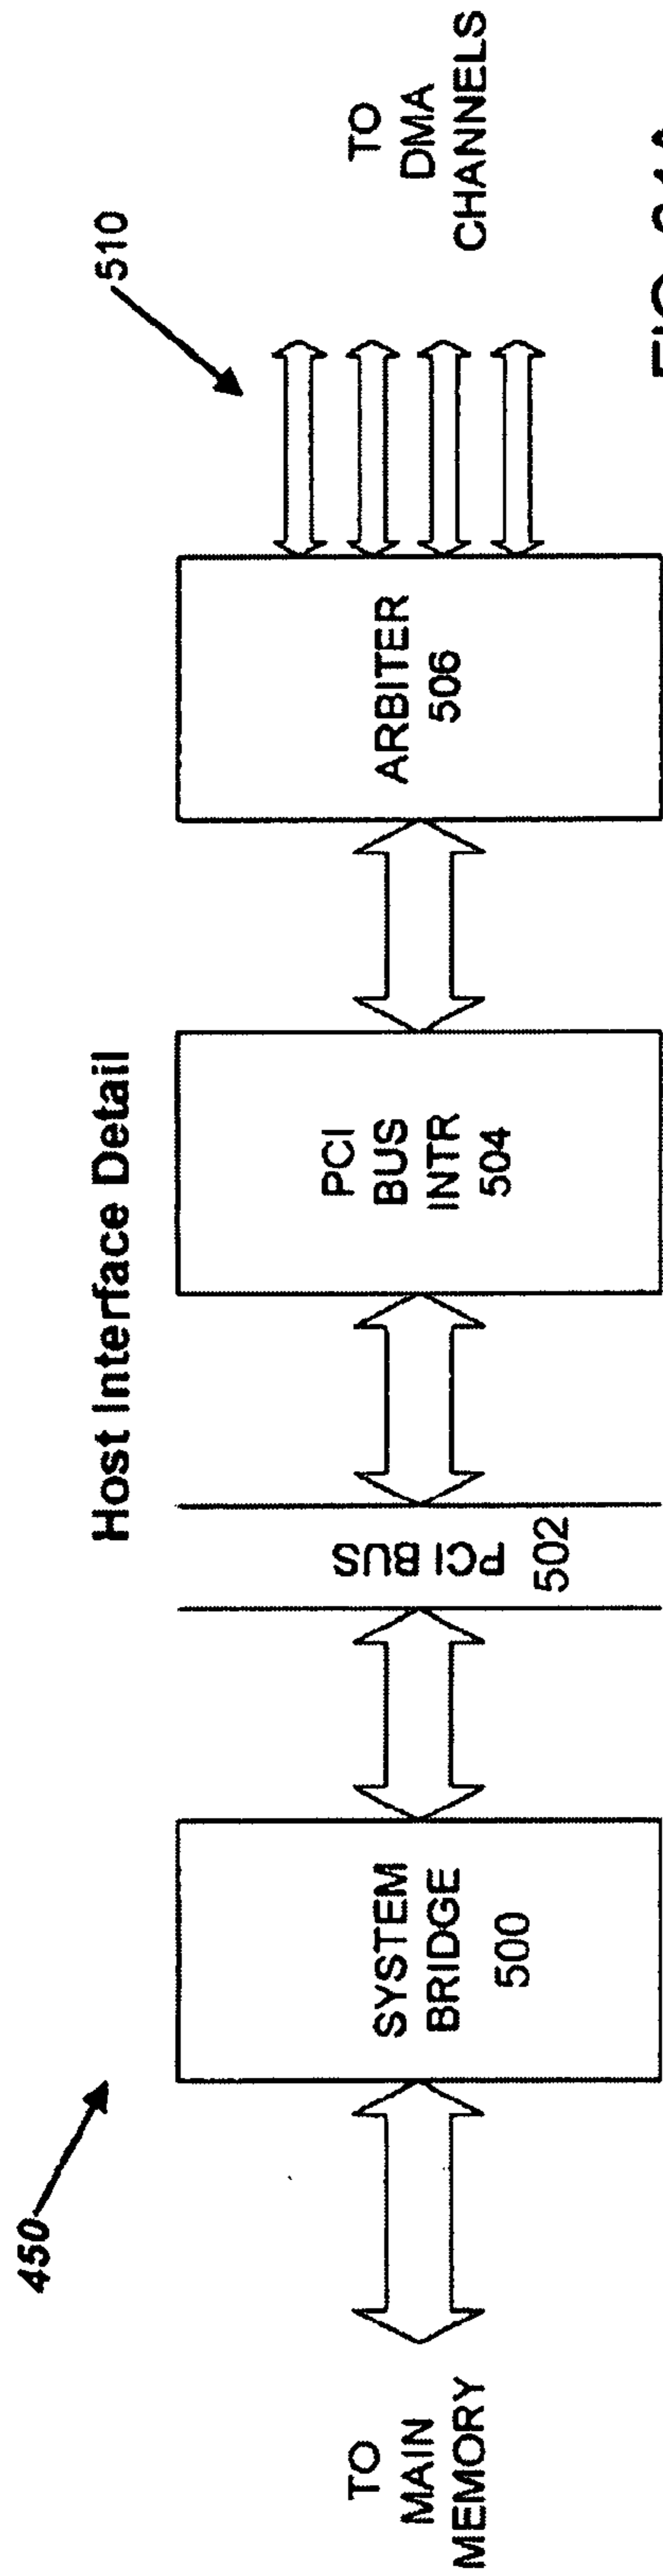 Host Interface Detail
450
510
TO
MAIN
MEMORY
SYSTEM
BRIDGE
500
PCI BUS
502
PCI
BUS
INTR
504
ARBITER
506
TO
DMA
CHANNELS